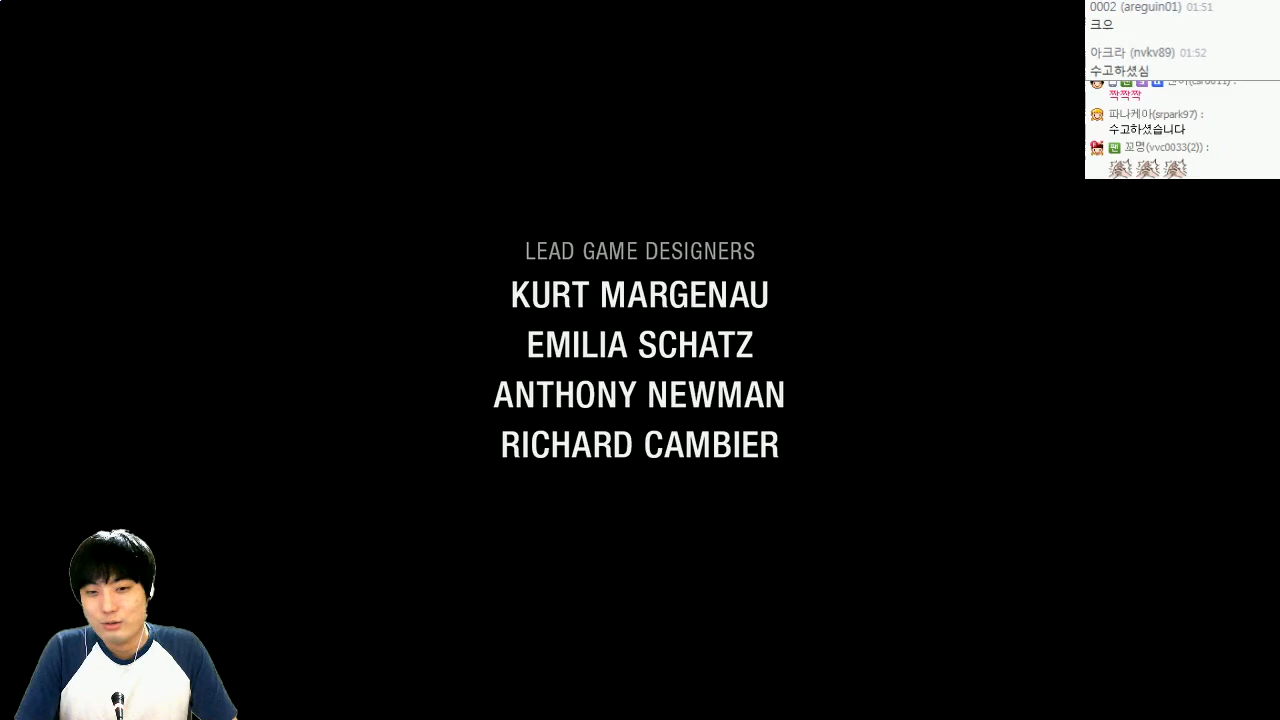 LEAD GAME DESIGNERS
KURT MARGENAU
EMILIA SCHATZ
ANTHONY NEWMAN
RICHARD CAMBIER
0002 (areguin01) 01:51
크으
아크라 (nvkv89) 01:52
수고하셨심
짝짝짝
파나케아(srpark97) :
수고하셨습니다
팬 꼬명(vvc0033(2)) :